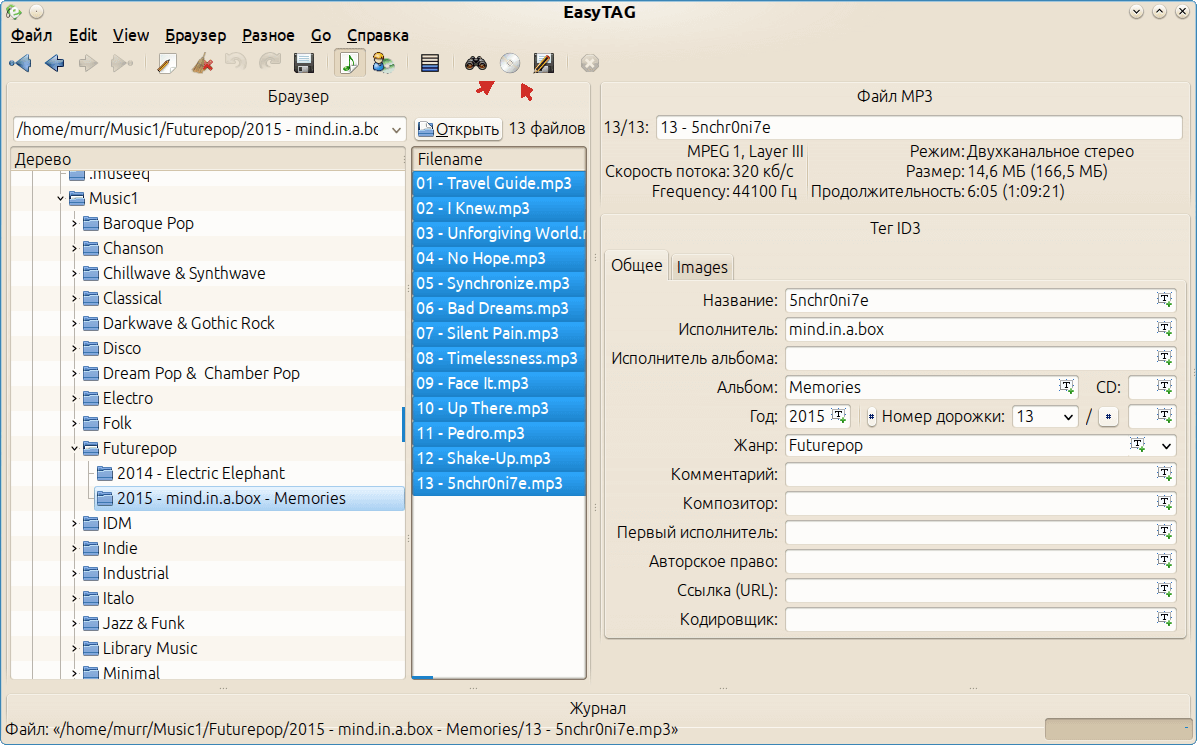 EasyTAG
Файл Edit View Браузер Разное Go Справка
Браузер
/home/murr/Music1/Futurepop/2015 - mind.in.a.bo
Открыть 13 файлов
Дерево
.museeq
Music1
Baroque Pop
Chanson
Chillwave & Synthwave
Classical
Darkwave & Gothic Rock
Disco
Dream Pop & Chamber Pop
Electro
Folk
Futurepop
2014 - Electric Elephant
2015 - mind.in.a.box - Memories
IDM
Indie
Industrial
Italo
Jazz & Funk
Library Music
Minimal
Filename
01 - Travel Guide.mp3
02 - I Knew.mp3
03 - Unforgiving World.m
04 - No Hope.mp3
05 - Synchronize.mp3
06 - Bad Dreams.mp3
07 - Silent Pain.mp3
08 - Timelessness.mp3
09 - Face It.mp3
10 - Up There.mp3
11 - Pedro.mp3
12 - Shake-Up.mp3
13 - 5nchr0ni7e.mp3
Файл MP3
13/13: 13 - 5nchr0ni7e
MPEG 1, Layer III
Скорость потока: 320 кб/с
Frequency: 44100 Гц
Режим: Двухканальное стерео
Размер: 14,6 МБ (166,5 МБ)
Продолжительность: 6:05 (1:09:21)
Тег ID3
Общее Images
Название: 5nchr0ni7e
Исполнитель: mind.in.a.box
Исполнитель альбома:
Альбом: Memories CD:
Год: 2015 # Номер дорожки: 13 / #
Жанр: Futurepop
Комментарий:
Композитор:
Первый исполнитель:
Авторское право:
Ссылка (URL):
Кодировщик:
Журнал
Файл: «/home/murr/Music1/Futurepop/2015 - mind.in.a.box - Memories/13 - 5nchr0ni7e.mp3»